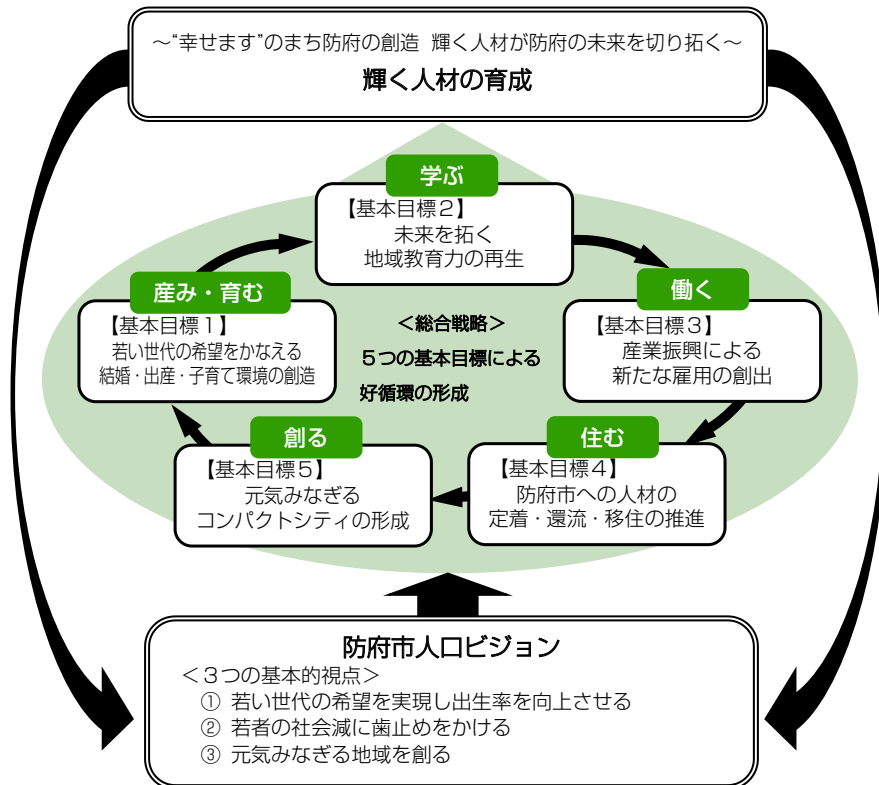 ～“幸せます”のまち防府の創造 輝く人材が防府の未来を切り拓く～
輝く人材の育成
学ぶ
【基本目標２】
未来を拓く
地域教育力の再生
産み・育む
【基本目標１】
若い世代の希望をかなえる
結婚・出産・子育て環境の創造
＜総合戦略＞
５つの基本目標による
好循環の形成
働く
【基本目標３】
産業振興による
新たな雇用の創出
創る
【基本目標５】
元気みなぎる
コンパクトシティの形成
住む
【基本目標４】
防府市への人材の
定着・還流・移住の推進
防府市人口ビジョン
＜３つの基本的視点＞
① 若い世代の希望を実現し出生率を向上させる
② 若者の社会減に歯止めをかける
③ 元気みなぎる地域を創る